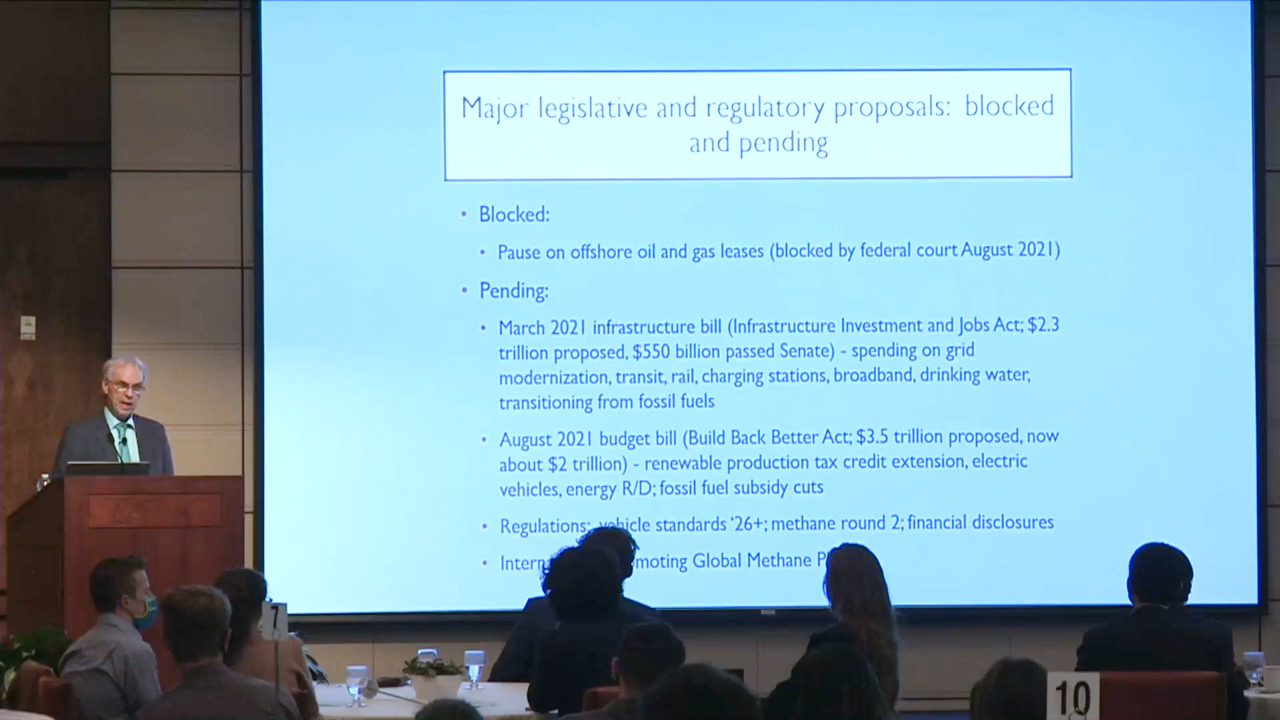 Major legislative and regulatory proposals: blocked
and pending
• Blocked:
• Pause on offshore oil and gas leases (blocked by federal court August 2021)
• Pending:
• March 2021 infrastructure bill (Infrastructure Investment and Jobs Act; $2.3
trillion proposed, $550 billion passed Senate) - spending on grid
modernization, transit, rail, charging stations, broadband, drinking water,
transitioning from fossil fuels
• August 2021 budget bill (Build Back Better Act; $3.5 trillion proposed, now
about $2 trillion) - renewable production tax credit extension, electric
vehicles, energy R/D; fossil fuel subsidy cuts
• Regulations: vehicle standards ‘26+; methane round 2; financial disclosures
• Global Methane
7
10